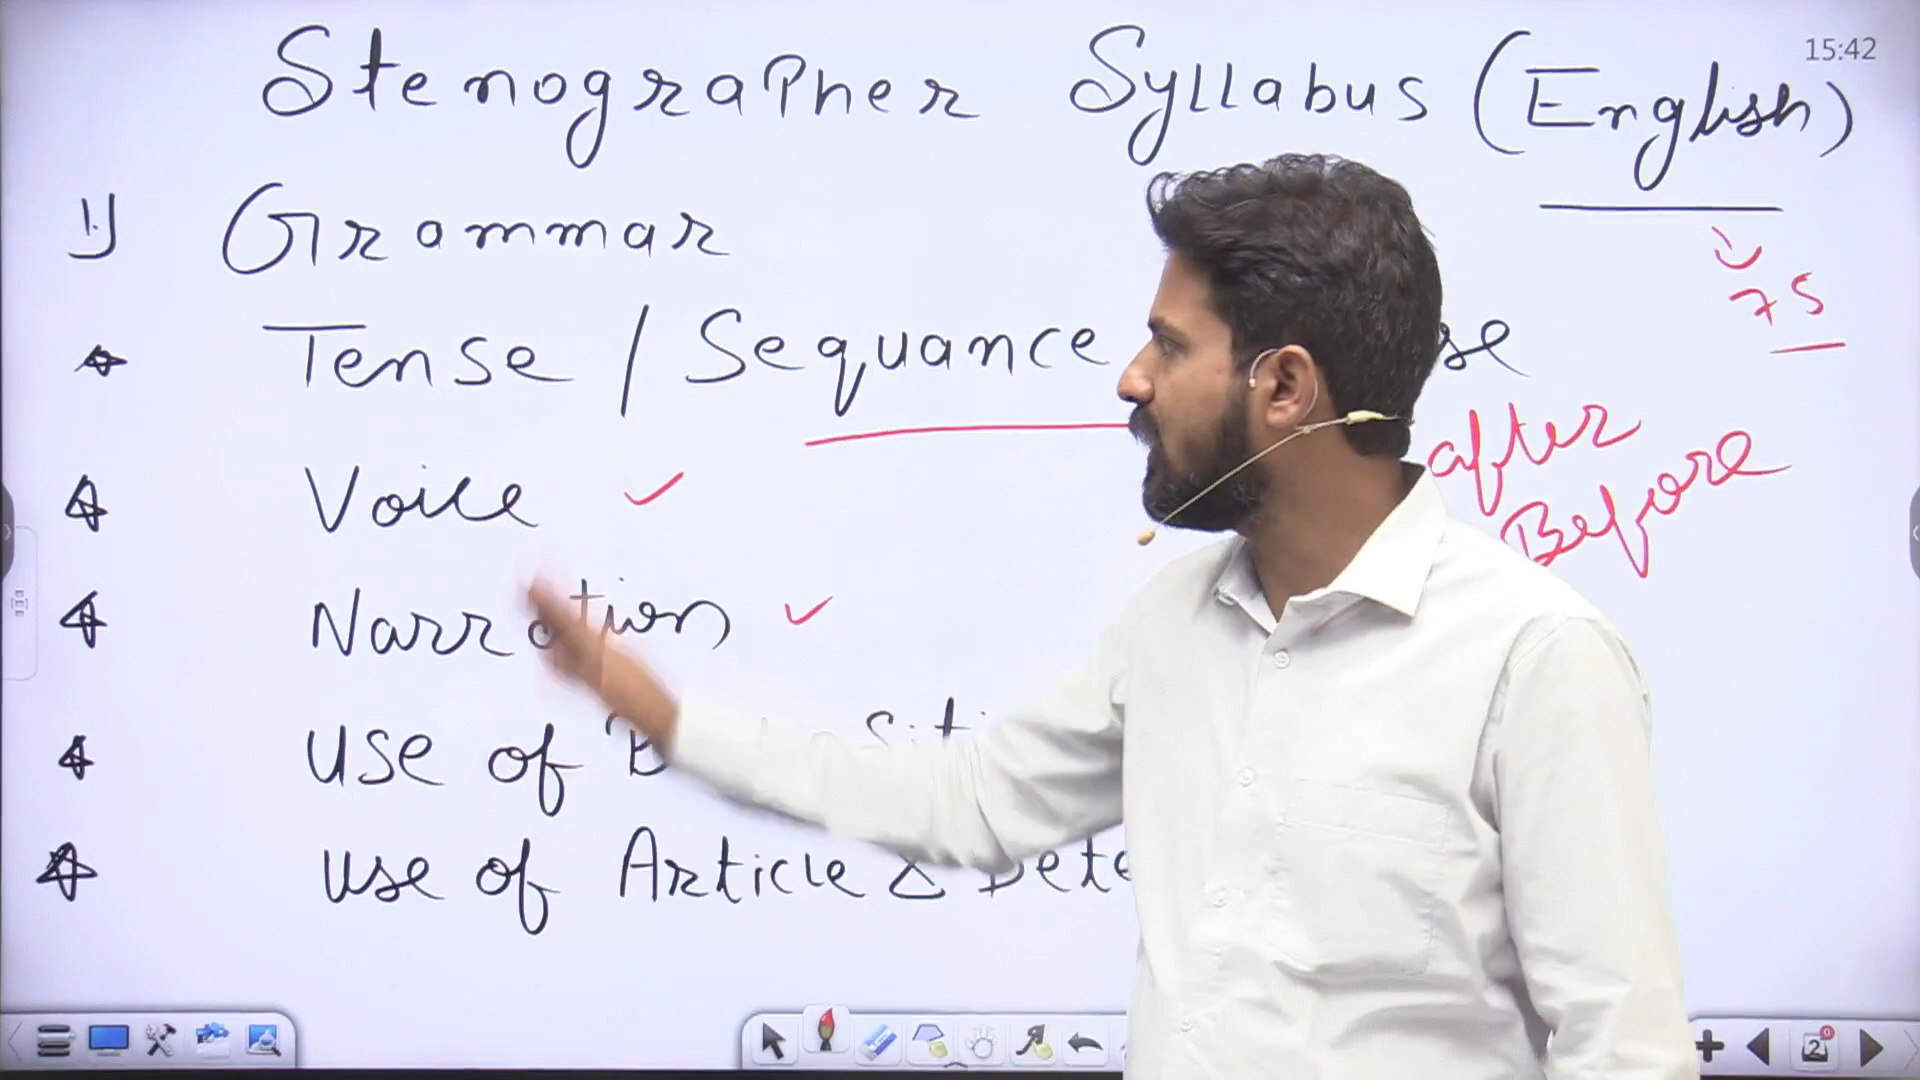 15:42
Stenographer Syllabus (English)
75
1.) Grammar
Tense / Sequance
after
Before
Voice
Narration
Use of
Use of Article &
2